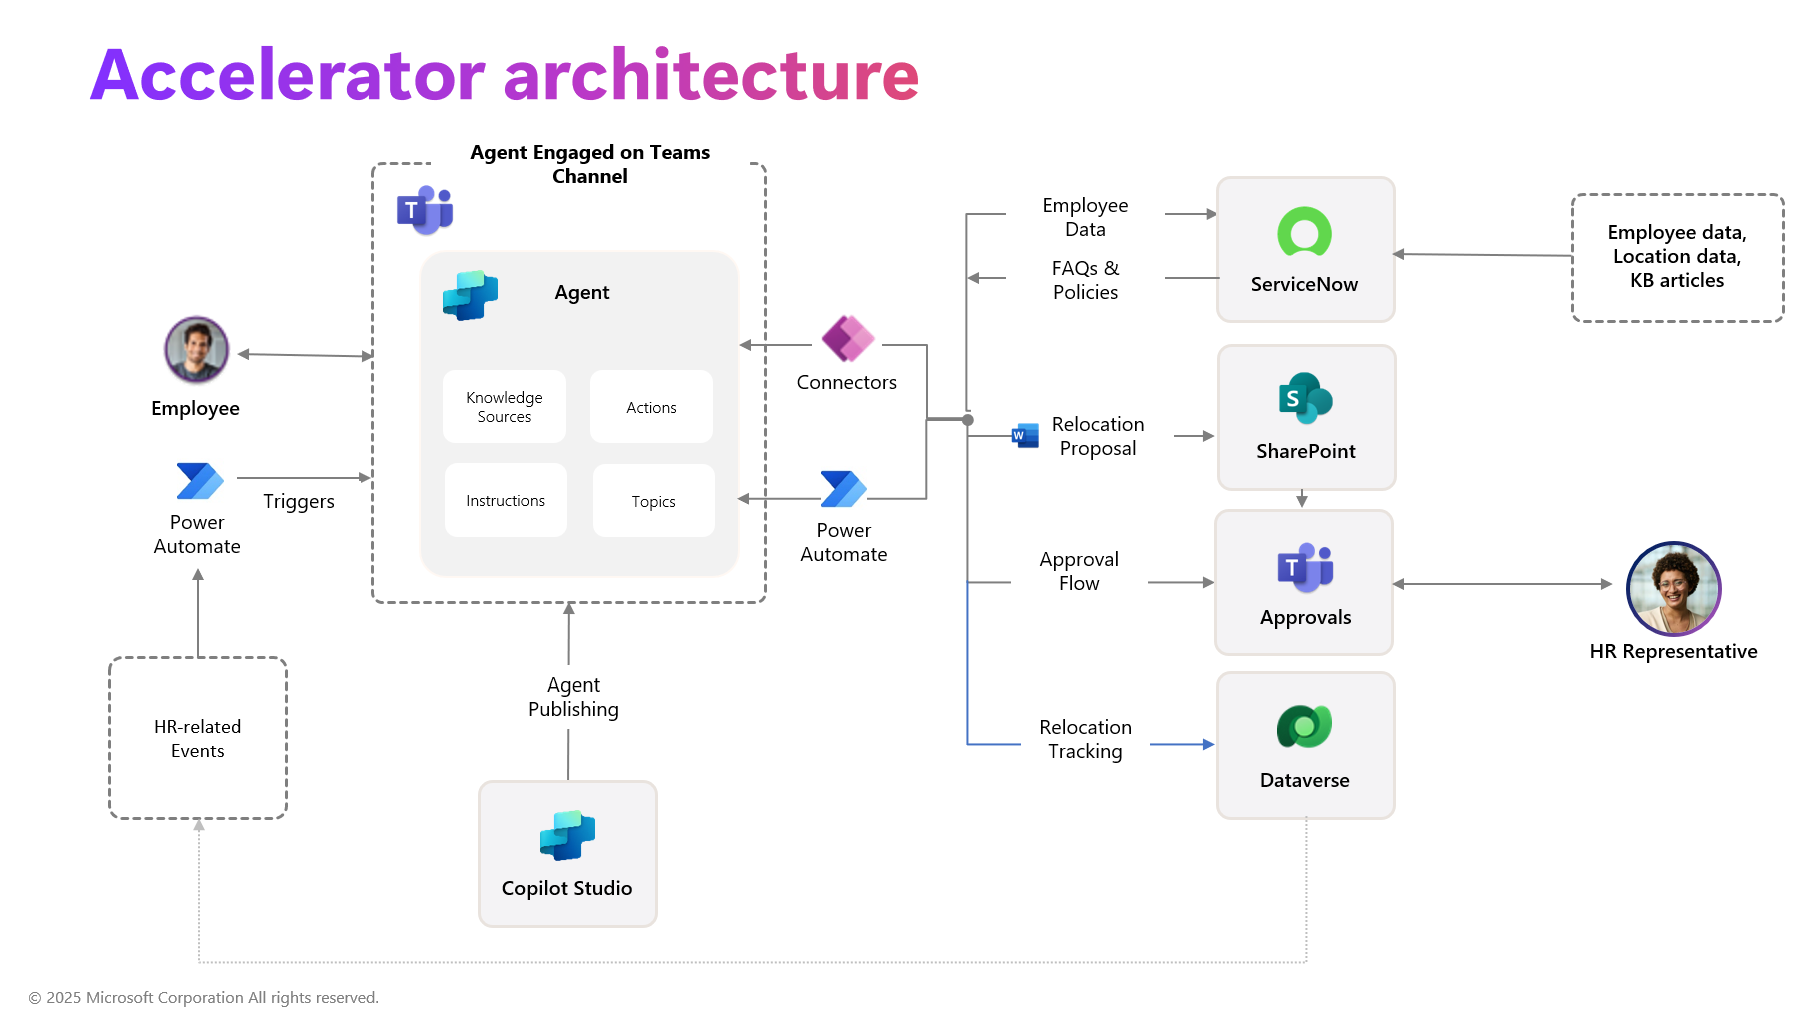 Accelerator architecture
Agent Engaged on Teams
Channel
T
Agent
Knowledge
Sources
Actions
Instructions
Topics
Employee
Power
Automate
Triggers
HR-related
Events
Agent
Publishing
Copilot Studio
Connectors
Power
Automate
Employee
Data
FAQs &
Policies
W
Relocation
Proposal
Approval
Flow
Relocation
Tracking
ServiceNow
S
SharePoint
T
Approvals
Dataverse
Employee data,
Location data,
KB articles
HR Representative
© 2025 Microsoft Corporation All rights reserved.